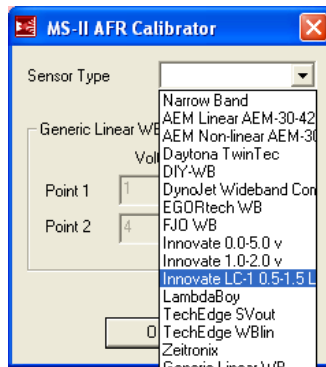 MS-II AFR Calibrator
Sensor Type
Narrow Band
AEM Linear AEM-30-42
AEM Non-linear AEM-30
Daytona TwinTec
DIY-WB
DynoJet Wideband Con
EGORtech WB
FJO WB
Innovate 0.0-5.0 v
Innovate 1.0-2.0 v
Innovate LC-1 0.5-1.5 L
LambdaBoy
TechEdge SVout
TechEdge WBlin
Zeitronix
Generic Linear WB
Generic Linear WB
Vol
Point 1 1
Point 2 4
O